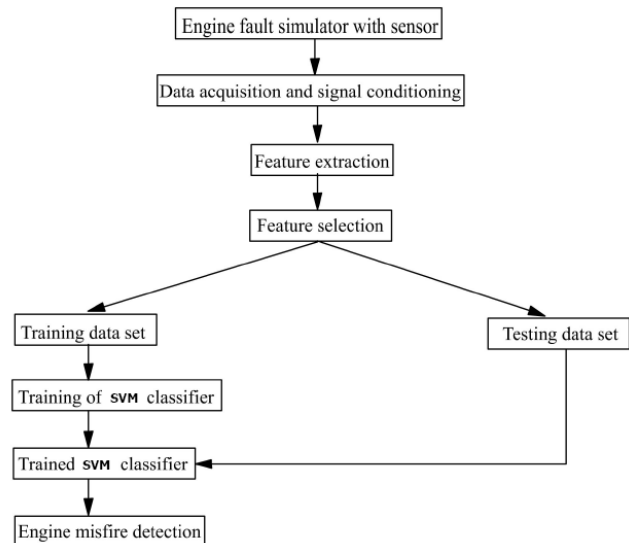 Engine fault simulator with sensor
Data acquisition and signal conditioning
Feature extraction
Feature selection
Training data set
Testing data set
Training of SVM classifier
Trained SVM classifier
Engine misfire detection